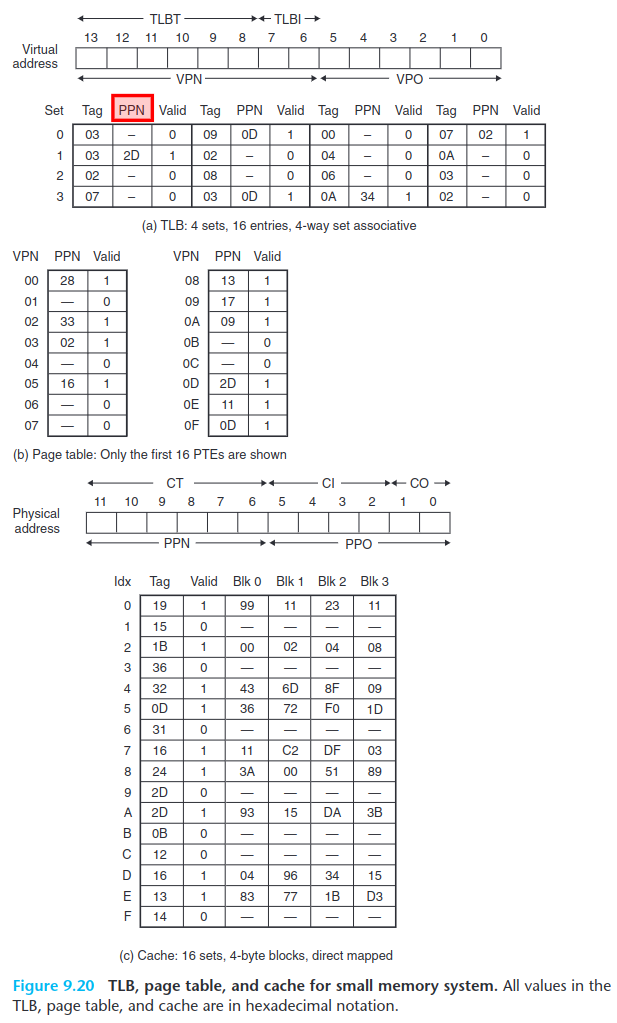 TLBT TLBI
13 12 11 10 9 8 7 6 5 4 3 2 1 0
Virtual
address
VPN VPO
Set Tag PPN Valid Tag PPN Valid Tag PPN Valid Tag PPN Valid
0 03 – 0 09 0D 1 00 – 0 07 02 1
1 03 2D 1 02 – 0 04 – 0 0A – 0
2 02 – 0 08 – 0 06 – 0 03 – 0
3 07 – 0 03 0D 1 0A 34 1 02 – 0
(a) TLB: 4 sets, 16 entries, 4-way set associative
VPN PPN Valid VPN PPN Valid
00 28 1 08 13 1
01 — 0 09 17 1
02 33 1 0A 09 1
03 02 1 0B — 0
04 — 0 0C — 0
05 16 1 0D 2D 1
06 — 0 0E 11 1
07 — 0 0F 0D 1
(b) Page table: Only the first 16 PTEs are shown
CT CI CO
11 10 9 8 7 6 5 4 3 2 1 0
Physical
address
PPN PPO
Idx Tag Valid Blk 0 Blk 1 Blk 2 Blk 3
0 19 1 99 11 23 11
1 15 0 — — — —
2 1B 1 00 02 04 08
3 36 0 — — — —
4 32 1 43 6D 8F 09
5 0D 1 36 72 F0 1D
6 31 0 — — — —
7 16 1 11 C2 DF 03
8 24 1 3A 00 51 89
9 2D 0 — — — —
A 2D 1 93 15 DA 3B
B 0B 0 — — — —
C 12 0 — — — —
D 16 1 04 96 34 15
E 13 1 83 77 1B D3
F 14 0 — — — —
(c) Cache: 16 sets, 4-byte blocks, direct mapped
Figure 9.20 TLB, page table, and cache for small memory system. All values in the
TLB, page table, and cache are in hexadecimal notation.